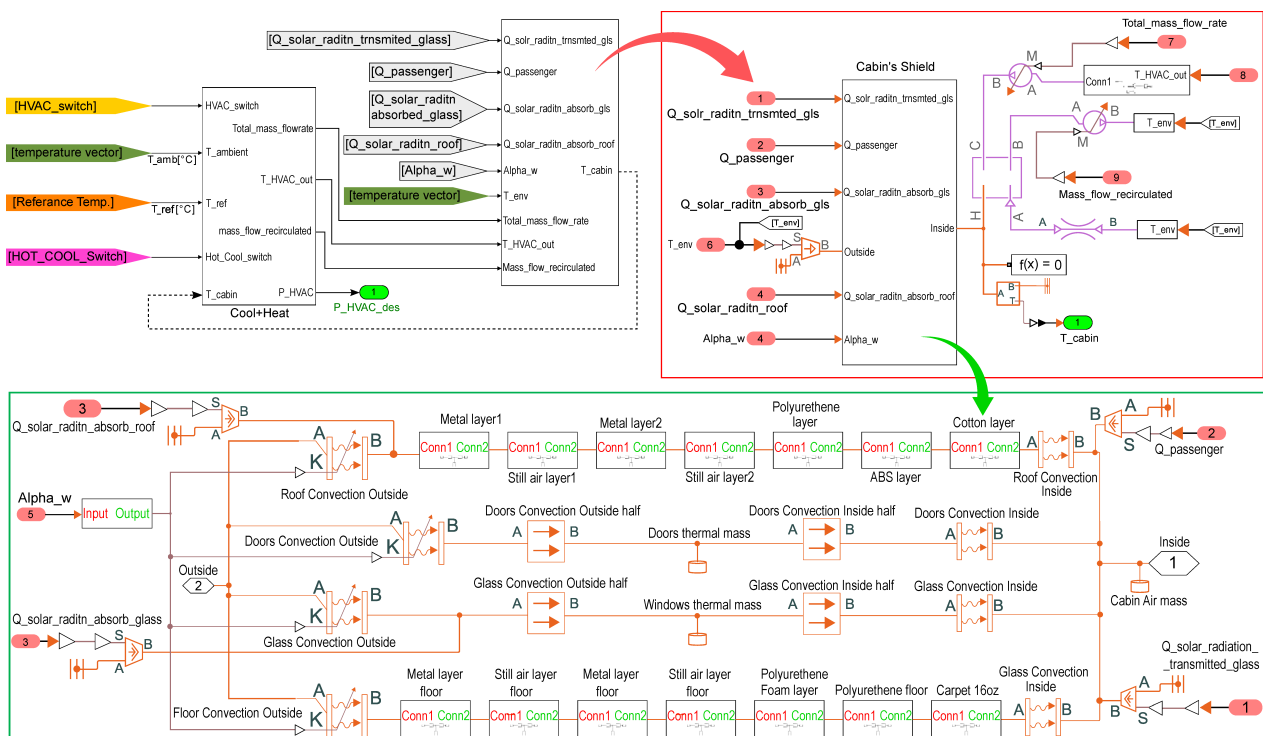 [Q_solar_raditn_trnsmited_glass]
[Q_passenger]
[Q_solar_raditn
absorbed_glass]
[Q_solar_raditn_roof]
[Alpha_w]
[temperature vector]
Q_solr_raditn_trnsmted_gls
Q_passenger
Q_solar_raditn_absorb_gls
Q_solar_raditn_absorb_roof
Alpha_w
T_cabin
T_env
Total_mass_flow_rate
T_HVAC_out
Mass_flow_recirculated
[HVAC_switch]
[temperature vector]
T_amb[°C]
[Referance Temp.]
T_ref[°C]
[HOT_COOL_Switch]
HVAC_switch
Total_mass_flowrate
T_ambient
T_HVAC_out
T_ref
mass_flow_recirculated
Hot_Cool_switch
T_cabin
P_HVAC
Cool+Heat
1
P_HVAC_des
Cabin's Shield
1
Q_solr_raditn_trnsmted_gls
2
Q_passenger
3
Q_solar_raditn_absorb_gls
[T_env]
T_env
6
S
A
B
4
Q_solar_raditn_roof
Alpha_w
4
Q_solr_raditn_trnsmted_gls
Q_passenger
Q_solar_raditn_absorb_gls
Inside
Outside
Q_solar_raditn_absorb_roof
Alpha_w
Total_mass_flow_rate
7
M
B
A
Conn1
T_HVAC_out
8
A
B
M
T_env
[T_env]
C
B
9
Mass_flow_recirculated
H
A
A
B
T_env
[T_env]
f(x) = 0
A
B
T
1
T_cabin
3
Q_solar_raditn_absorb_roof
S
B
A
A
K
B
Roof Convection Outside
Metal layer1
Conn1 Conn2
Conn1 Conn2
Still air layer1
Metal layer2
Conn1 Conn2
Conn1 Conn2
Still air layer2
Polyurethene
layer
Conn1 Conn2
Conn1 Conn2
ABS layer
Cotton layer
Conn1 Conn2
A
B
Roof Convection
Inside
A
B
S
2
Q_passenger
Alpha_w
5
Input Output
A
K
B
Doors Convection Outside
Doors Convection Outside half
A
B
Doors thermal mass
Doors Convection Inside half
A
B
Doors Convection Inside
A
B
Inside
1
Cabin Air mass
Outside
2
A
K
B
Glass Convection Outside
Glass Convection Outside half
A
B
Windows thermal mass
Glass Convection Inside half
A
B
Glass Convection Inside
A
B
Q_solar_raditn_absorb_glass
3
S
B
A
A
K
B
Floor Convection Outside
Metal layer
floor
Conn1 Conn2
Still air layer
floor
Conn1 Conn2
Metal layer
floor
Conn1 Conn2
Still air layer
floor
Conn1 Conn2
Polyurethene
Foam layer
Conn1 Conn2
Polyurethene floor
Conn1 Conn2
Carpet 16oz
Conn1 Conn2
Glass Convection
Inside
A
B
Q_solar_radiation_
_transmitted_glass
A
B
S
1